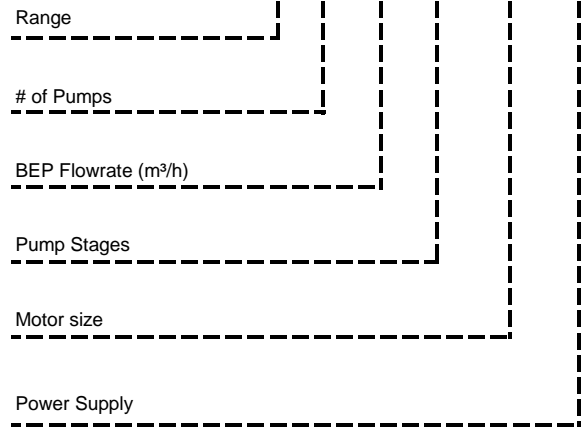 Range
# of Pumps
BEP Flowrate (m³/h)
Pump Stages
Motor size
Power Supply